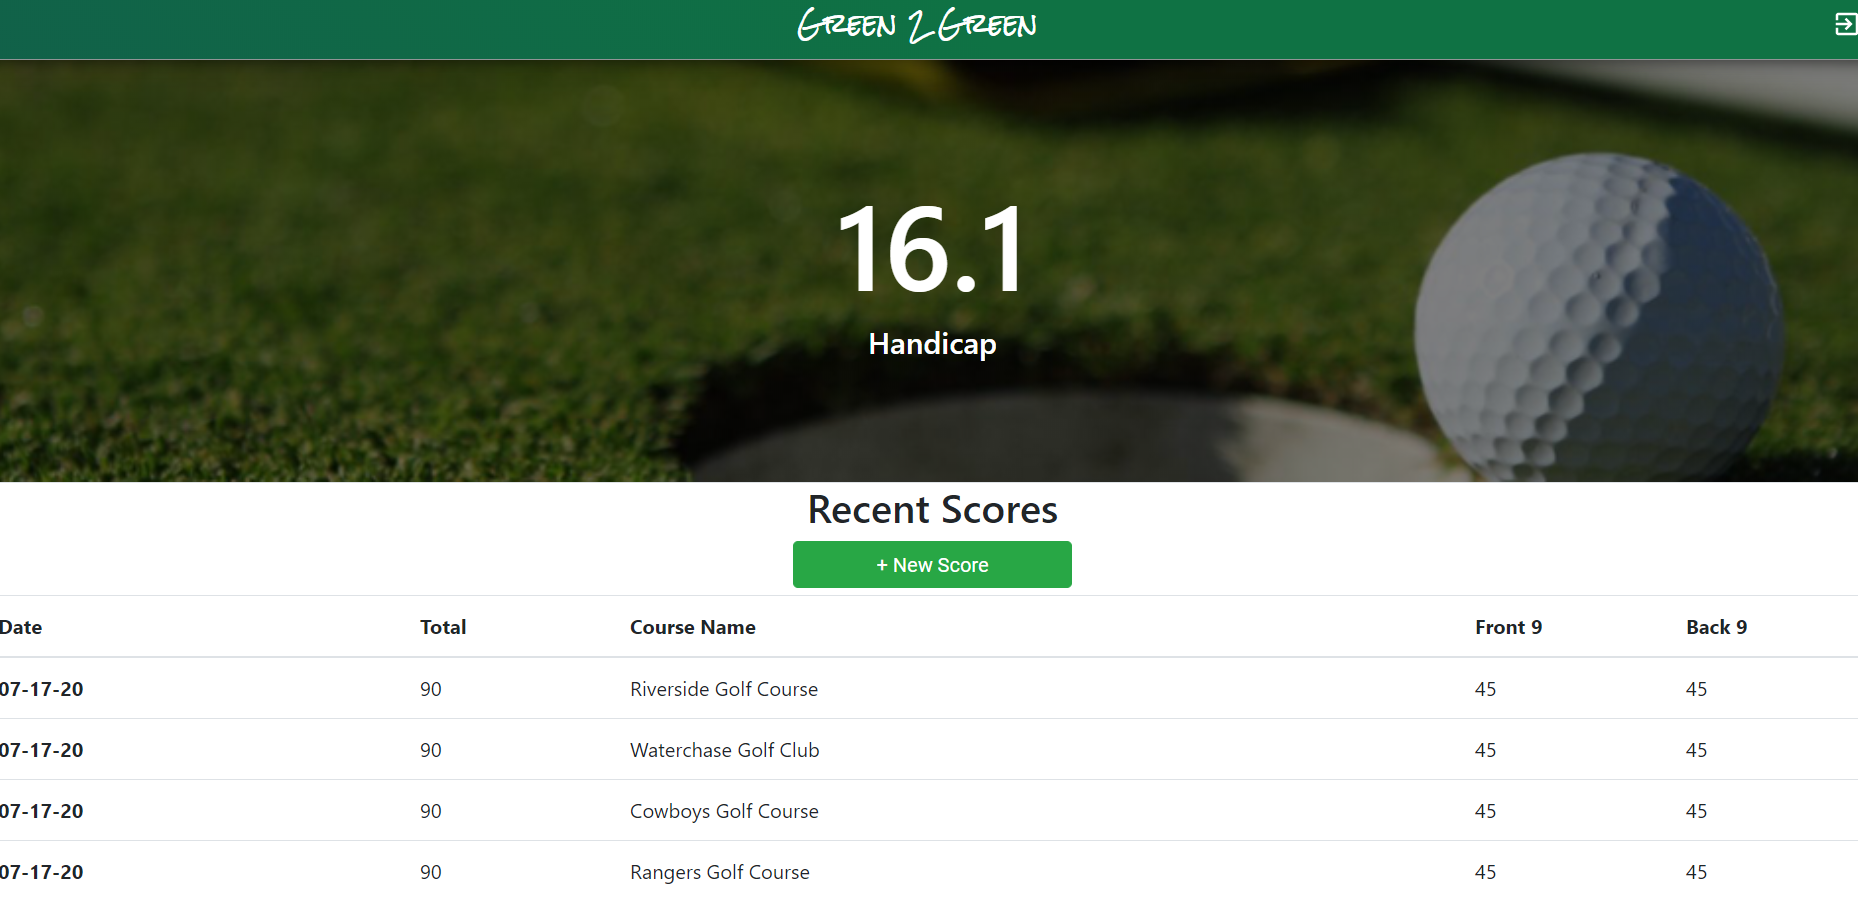 Green 2 Green
16.1
Handicap
Recent Scores
+ New Score
Date Total Course Name Front 9 Back 9
07-17-20 90 Riverside Golf Course 45 45
07-17-20 90 Waterchase Golf Club 45 45
07-17-20 90 Cowboys Golf Course 45 45
07-17-20 90 Rangers Golf Course 45 45